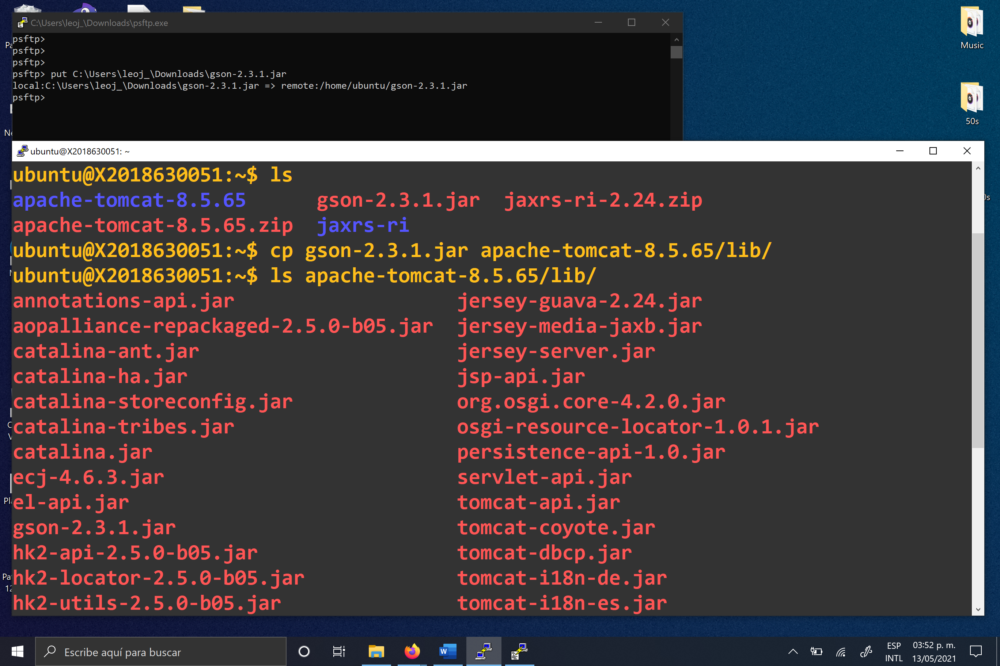 C:\Users\leoj_\Downloads\psftp.exe
psftp>
psftp>
psftp>
psftp> put C:\Users\leoj_\Downloads\gson-2.3.1.jar
local:C:\Users\leoj_\Downloads\gson-2.3.1.jar => remote:/home/ubuntu/gson-2.3.1.jar
psftp>
Music
50s
ubuntu@X2018630051: ~
ubuntu@X2018630051:~$ ls
apache-tomcat-8.5.65 gson-2.3.1.jar jaxrs-ri-2.24.zip
apache-tomcat-8.5.65.zip jaxrs-ri
ubuntu@X2018630051:~$ cp gson-2.3.1.jar apache-tomcat-8.5.65/lib/
ubuntu@X2018630051:~$ ls apache-tomcat-8.5.65/lib/
annotations-api.jar jersey-guava-2.24.jar
aopalliance-repackaged-2.5.0-b05.jar jersey-media-jaxb.jar
catalina-ant.jar jersey-server.jar
catalina-ha.jar jsp-api.jar
catalina-storeconfig.jar org.osgi.core-4.2.0.jar
catalina-tribes.jar osgi-resource-locator-1.0.1.jar
catalina.jar persistence-api-1.0.jar
ecj-4.6.3.jar servlet-api.jar
el-api.jar tomcat-api.jar
gson-2.3.1.jar tomcat-coyote.jar
hk2-api-2.5.0-b05.jar tomcat-dbcp.jar
hk2-locator-2.5.0-b05.jar tomcat-i18n-de.jar
hk2-utils-2.5.0-b05.jar tomcat-i18n-es.jar
Escribe aquí para buscar
ESP
INTL
03:52 p. m.
13/05/2021